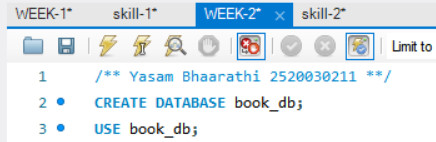 WEEK-1* skill-1* WEEK-2* × skill-2*
Limit to
1 /** Yasam Bhaarathi 2520030211 **/
2 CREATE DATABASE book_db;
3 USE book_db;